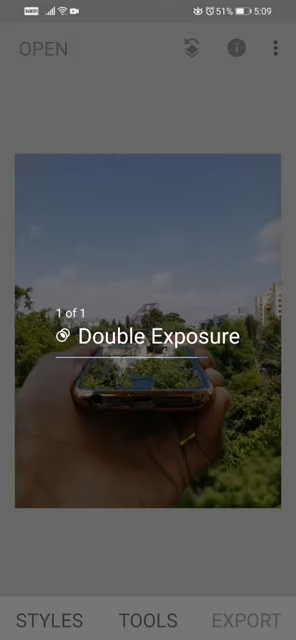 51% 5:09
OPEN
1 of 1
Double Exposure
STYLES TOOLS EXPORT